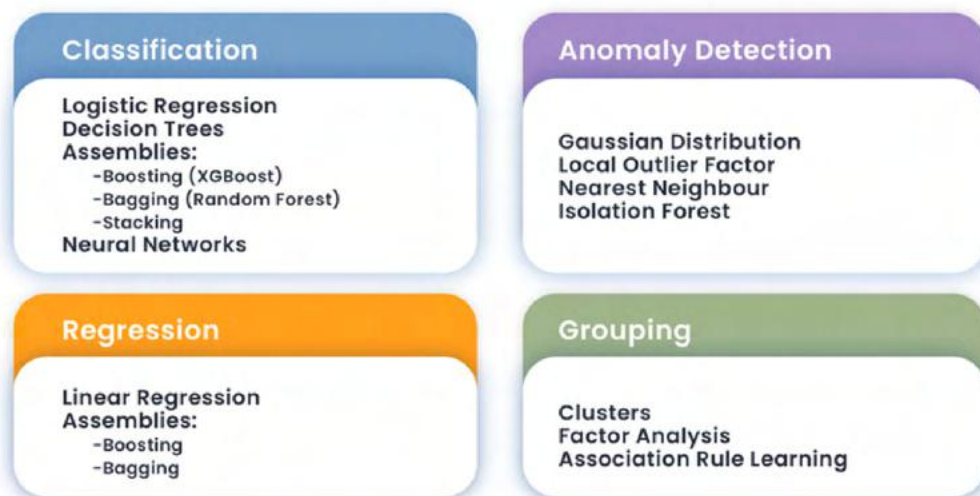 Classification
Logistic Regression
Decision Trees
Assemblies:
-Boosting (XGBoost)
-Bagging (Random Forest)
-Stacking
Neural Networks
Anomaly Detection
Gaussian Distribution
Local Outlier Factor
Nearest Neighbour
Isolation Forest
Regression
Linear Regression
Assemblies:
-Boosting
-Bagging
Grouping
Clusters
Factor Analysis
Association Rule Learning